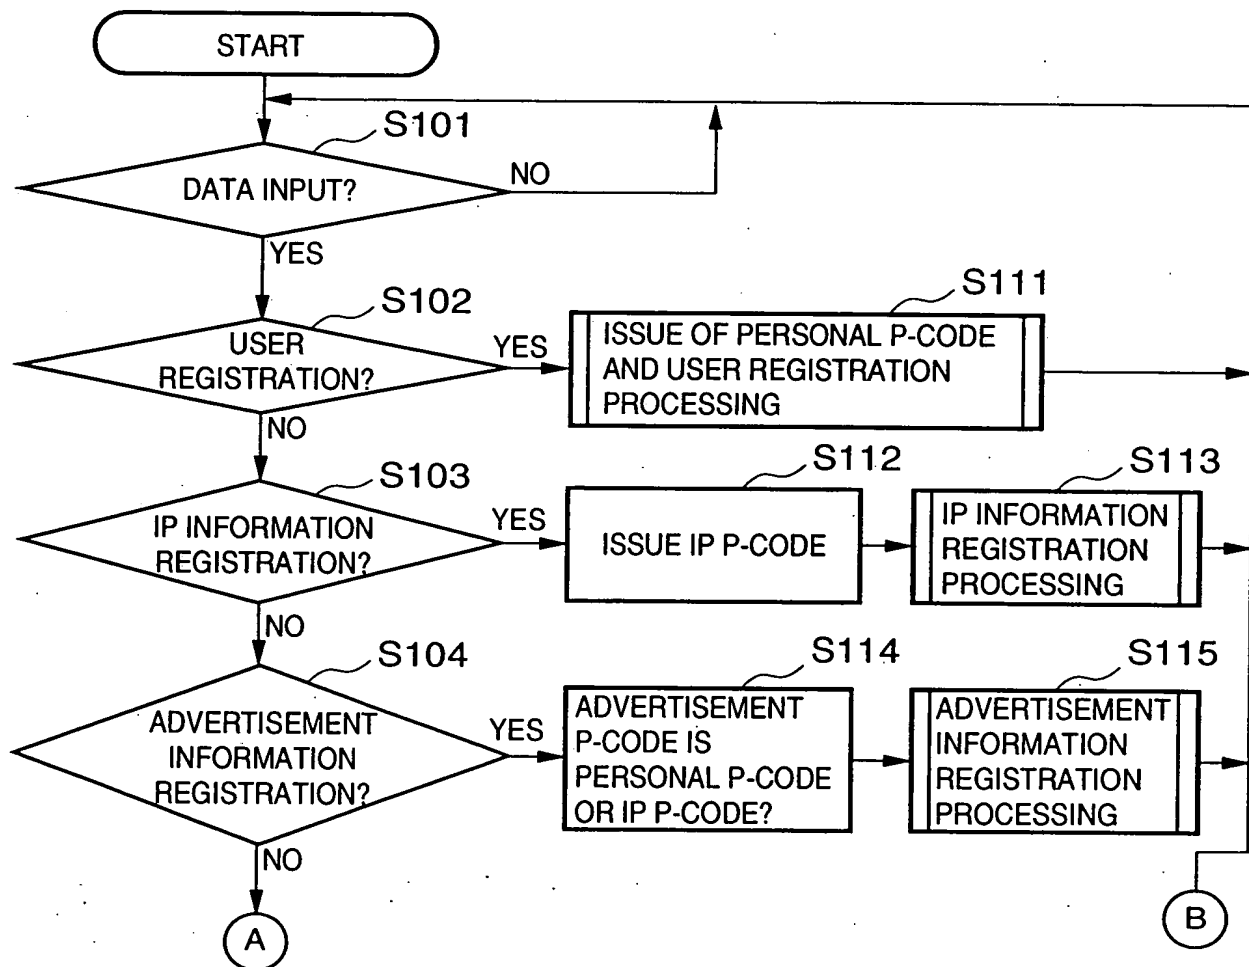 START
S101
DATA INPUT?
NO
YES
S102
USER
REGISTRATION?
YES
S111
ISSUE OF PERSONAL P-CODE
AND USER REGISTRATION
PROCESSING
NO
S103
IP INFORMATION
REGISTRATION?
YES
S112
ISSUE IP P-CODE
S113
IP INFORMATION
REGISTRATION
PROCESSING
NO
S104
ADVERTISEMENT
INFORMATION
REGISTRATION?
YES
S114
ADVERTISEMENT
P-CODE IS
PERSONAL P-CODE
OR IP P-CODE?
S115
ADVERTISEMENT
INFORMATION
REGISTRATION
PROCESSING
NO
A
B